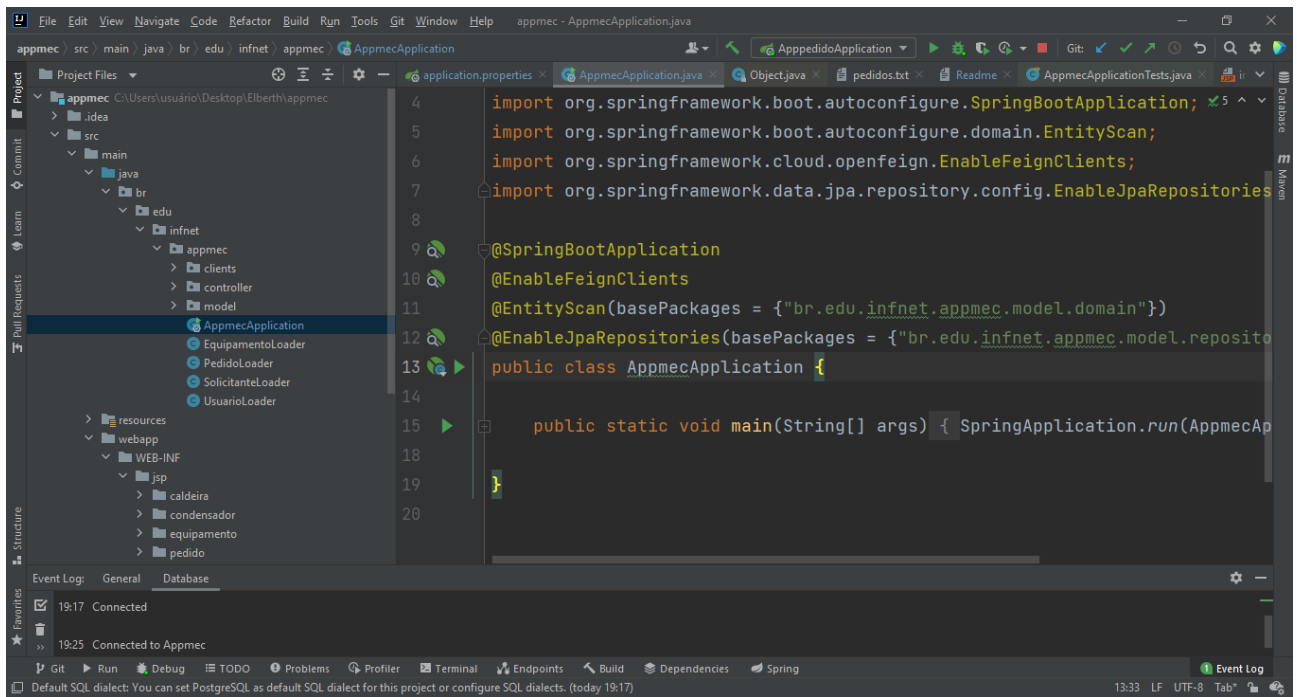 File Edit View Navigate Code Refactor Build Run Tools Git Window Help appmec - AppmecApplication.java
appmec src main java br edu infnet appmec AppmecApplication ApppedidoApplication Git:
Project Files application.properties AppmecApplication.java Object.java pedidos.txt Readme AppmecApplicationTests.java
Project
Commit
Learn
Pull Requests
Structure
Favorites
appmec C:\Users\usuário\Desktop\Elberth\appmec
.idea
src
main
java
br
edu
infnet
appmec
clients
controller
model
AppmecApplication
EquipamentoLoader
PedidoLoader
SolicitanteLoader
UsuarioLoader
resources
webapp
WEB-INF
jsp
caldeira
condensador
equipamento
pedido
4 import org.springframework.boot.autoconfigure.SpringBootApplication; 5
5 import org.springframework.boot.autoconfigure.domain.EntityScan;
6 import org.springframework.cloud.openfeign.EnableFeignClients;
7 import org.springframework.data.jpa.repository.config.EnableJpaRepositories
8
9 @SpringBootApplication
10 @EnableFeignClients
11 @EntityScan(basePackages = {"br.edu.infnet.appmec.model.domain"})
12 @EnableJpaRepositories(basePackages = {"br.edu.infnet.appmec.model.reposito
13 public class AppmecApplication {
14
15 public static void main(String[] args) { SpringApplication.run(AppmecAp
18
19 }
20
Database
m Maven
Event Log: General Database
19:17 Connected
19:25 Connected to Appmec
Git Run Debug TODO Problems Profiler Terminal Endpoints Build Dependencies Spring 1 Event Log
Default SQL dialect: You can set PostgreSQL as default SQL dialect for this project or configure SQL dialects. (today 19:17) 13:33 LF UTF-8 Tab*